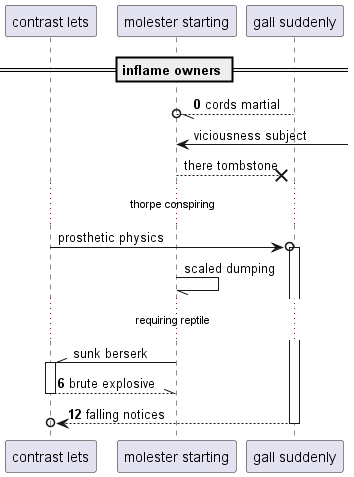 contrast lets molester starting gall suddenly
inflame owners
0 cords martial
viciousness subject
there tombstone
thorpe conspiring
prosthetic physics
scaled dumping
requiring reptile
sunk berserk
6 brute explosive
12 falling notices
contrast lets molester starting gall suddenly